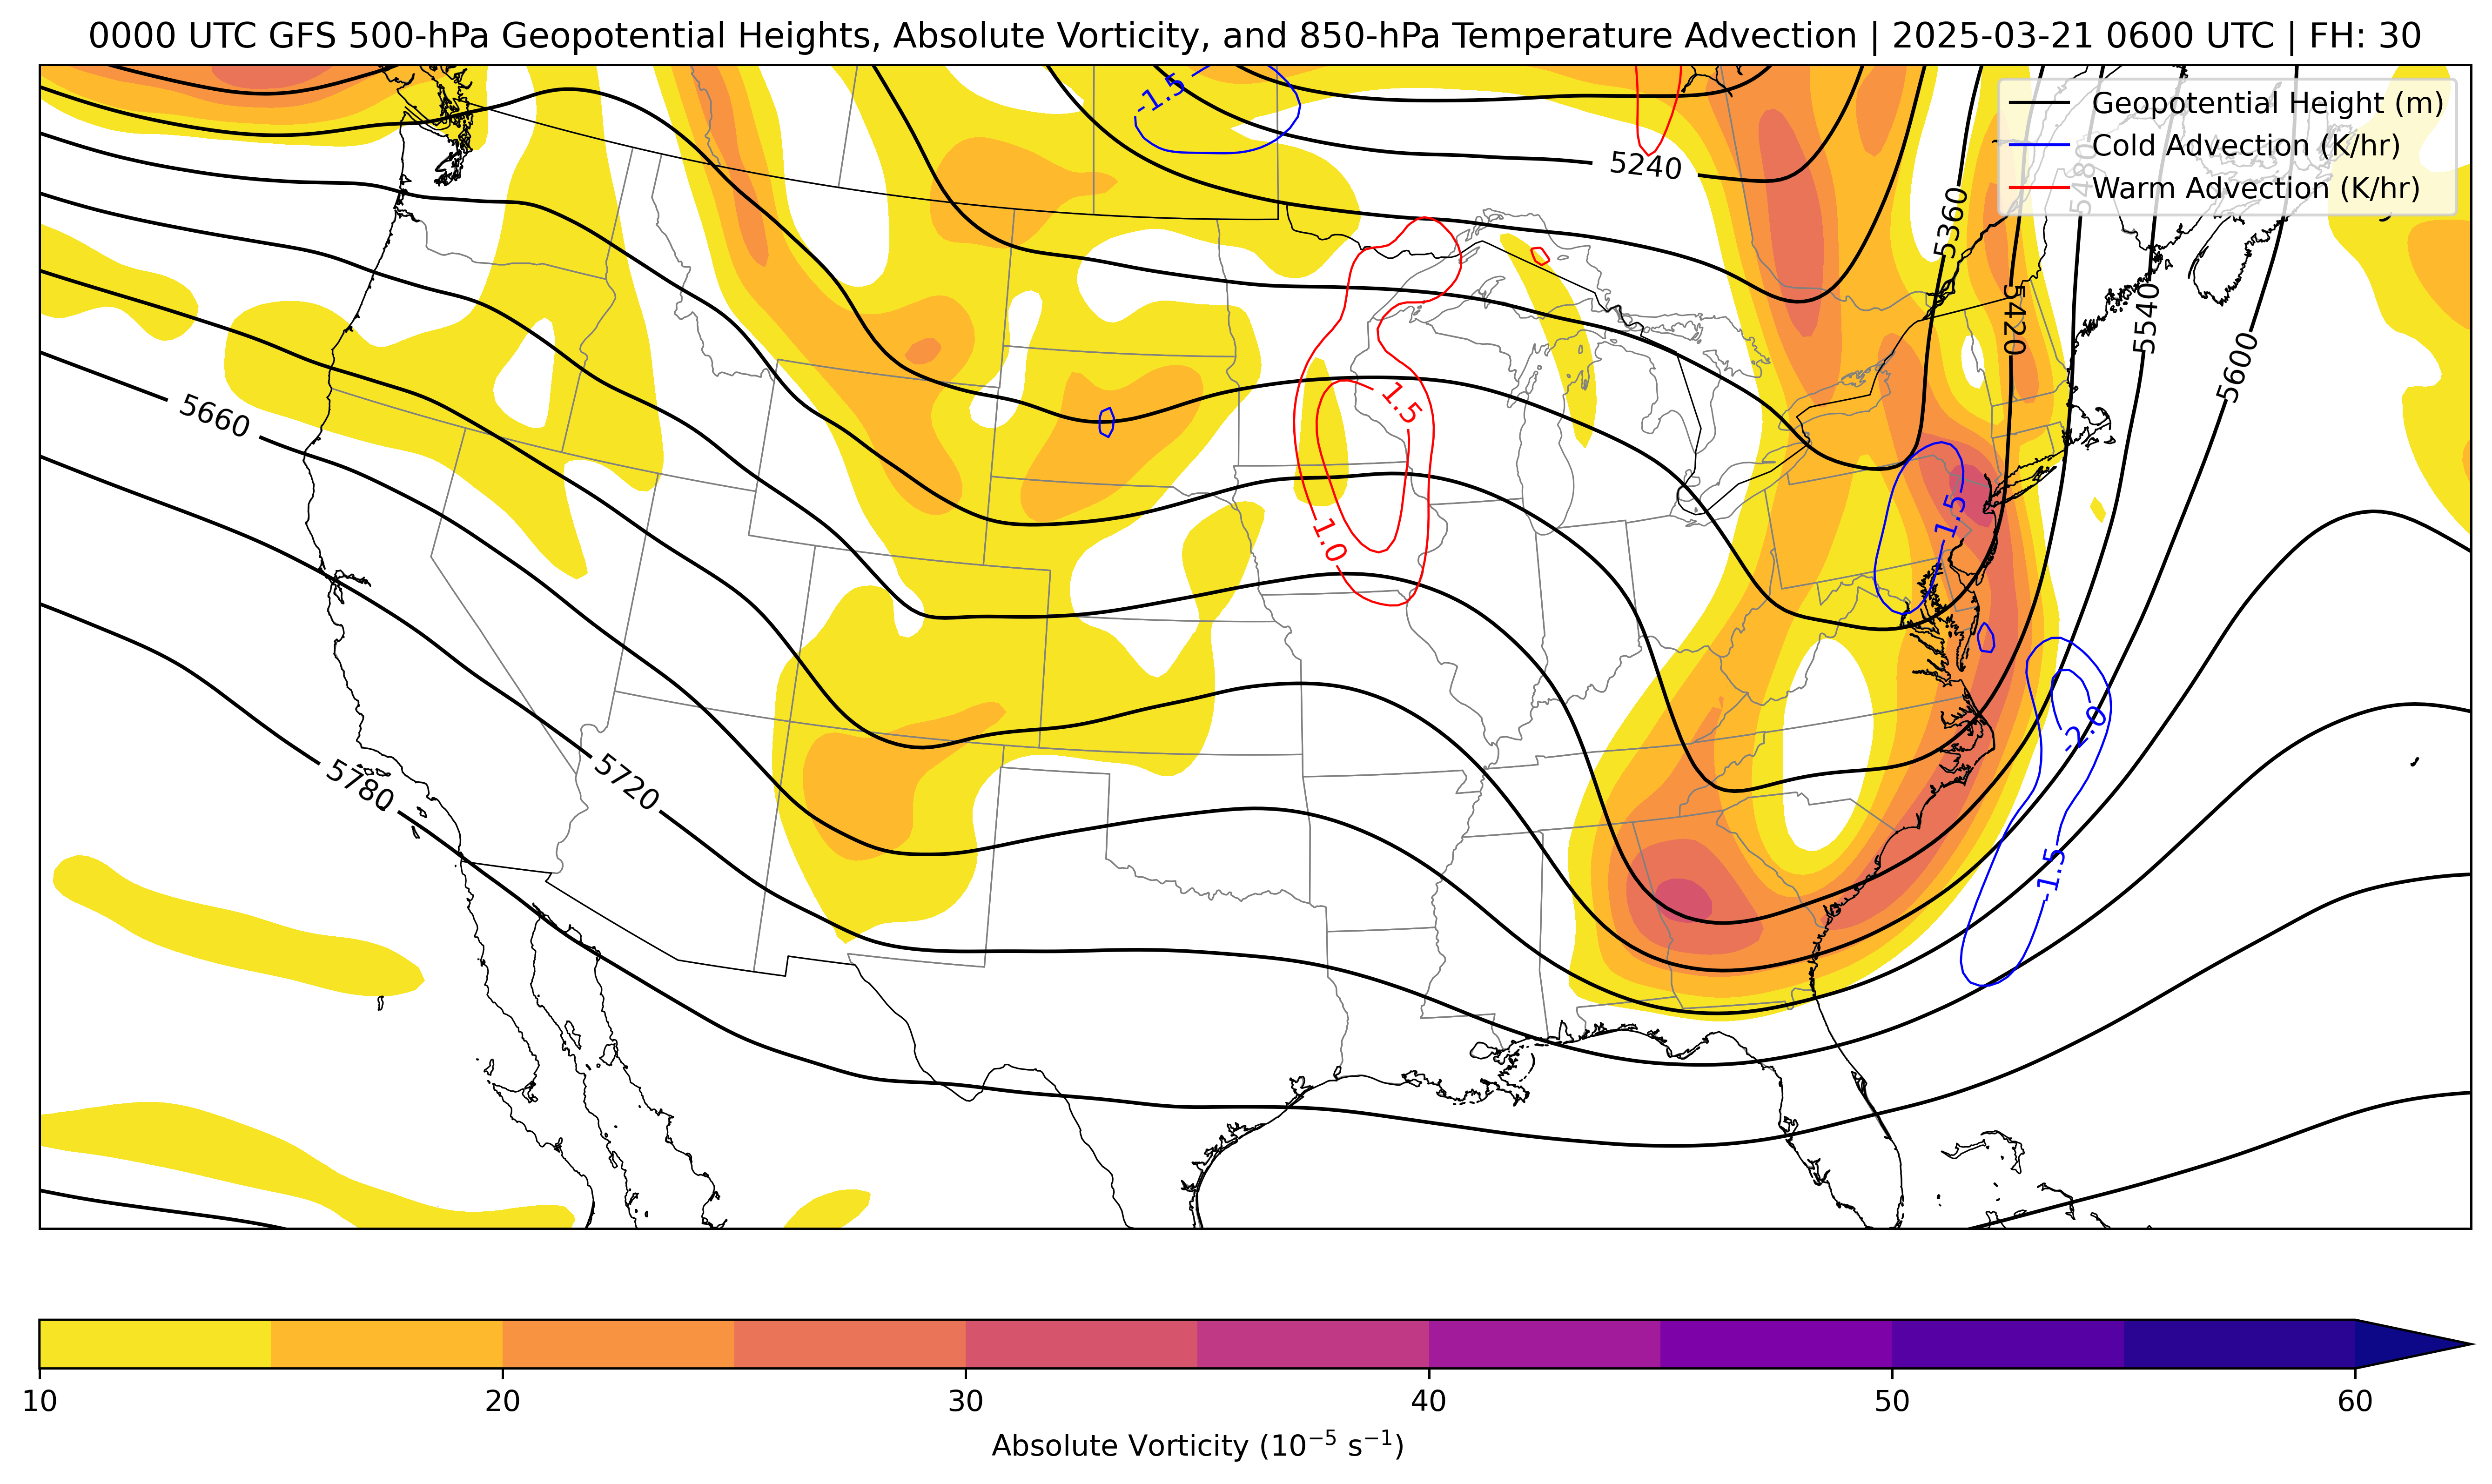 0000 UTC GFS 500-hPa Geopotential Heights, Absolute Vorticity, and 850-hPa Temperature Advection | 2025-03-21 0600 UTC | FH: 30
Geopotential Height (m)
Cold Advection (K/hr)
Warm Advection (K/hr)
-1.5
5240
5480
5360
5420
5540
5600
5660
1.5
-1.5
1.0
-2.0
5780
5720
-1.5
10 20 30 40 50 60
Absolute Vorticity (10⁻⁵ s⁻¹)